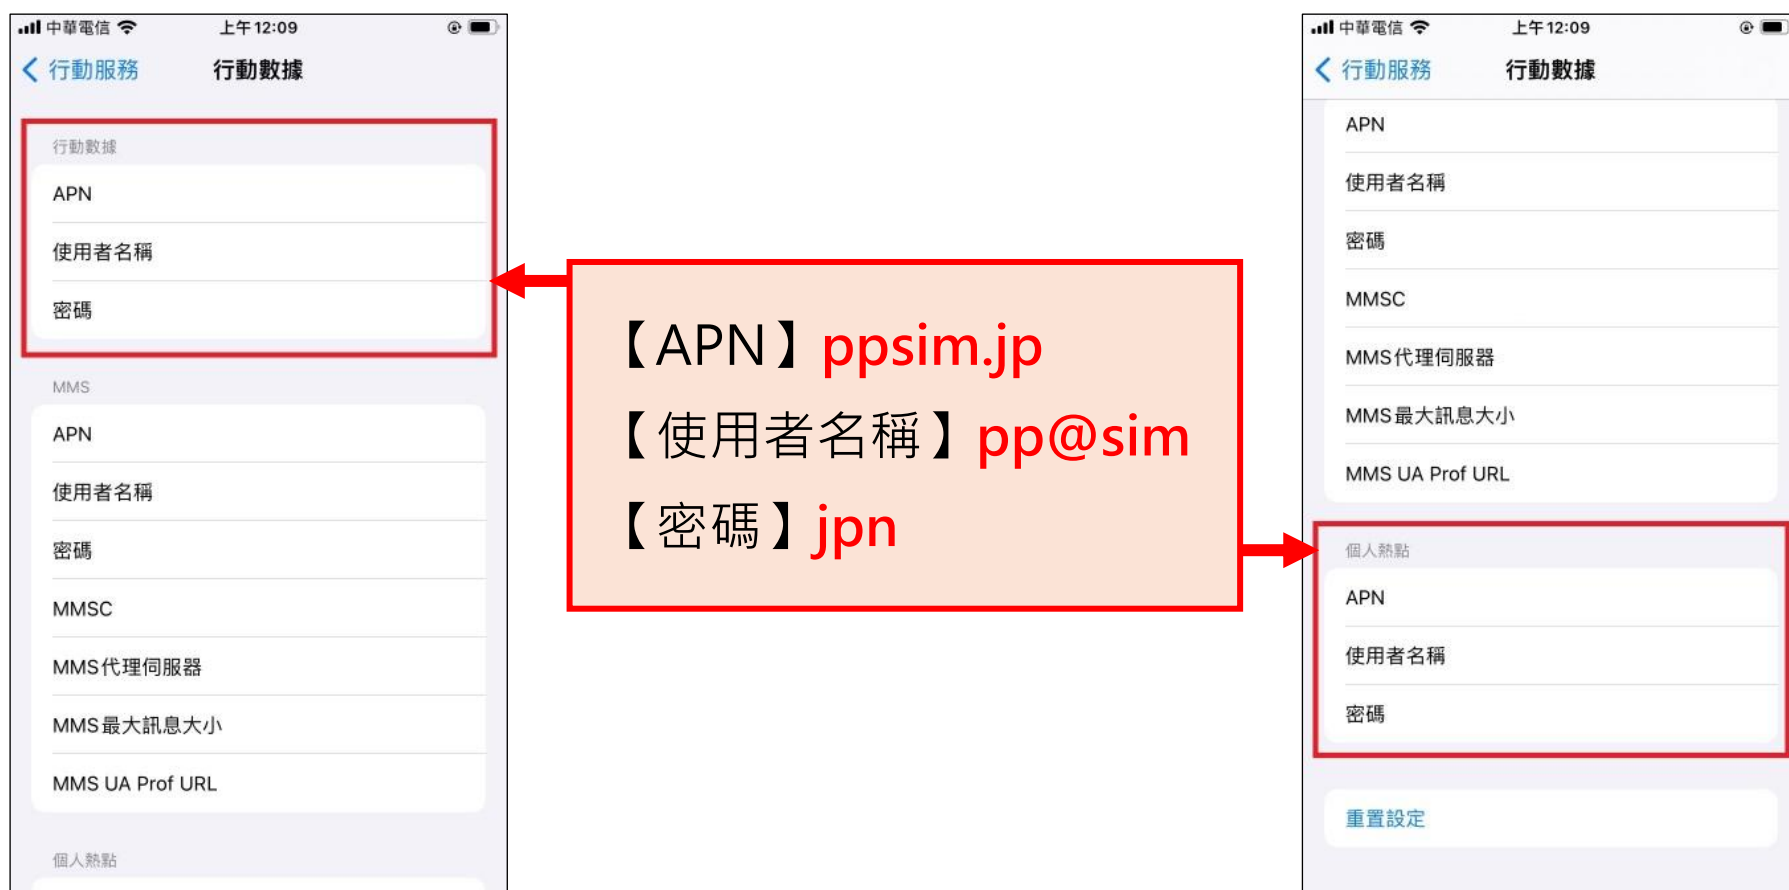 中華電信 上午12:09
行動服務 行動數據
行動數據
APN
使用者名稱
密碼
MMS
APN
使用者名稱
密碼
MMSC
MMS代理伺服器
MMS最大訊息大小
MMS UA Prof URL
個人熱點
【APN】ppsim.jp
【使用者名稱】pp@sim
【密碼】jpn
中華電信 上午12:09
行動服務 行動數據
APN
使用者名稱
密碼
MMSC
MMS代理伺服器
MMS最大訊息大小
MMS UA Prof URL
個人熱點
APN
使用者名稱
密碼
重置設定